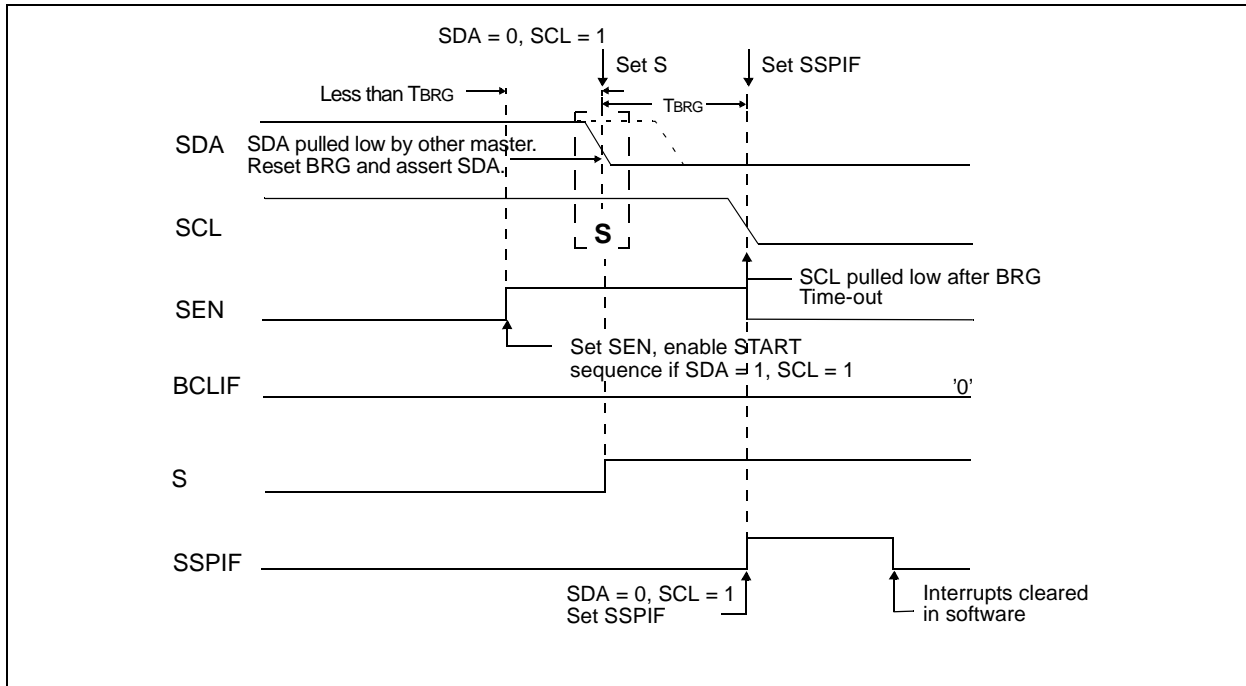 SDA = 0, SCL = 1
Set S
Set SSPIF
Less than TBRG
TBRG
SDA
SDA pulled low by other master.
Reset BRG and assert SDA.
SCL
S
SCL pulled low after BRG
Time-out
SEN
Set SEN, enable START
sequence if SDA = 1, SCL = 1
BCLIF
'0'
S
SSPIF
SDA = 0, SCL = 1
Set SSPIF
Interrupts cleared
in software